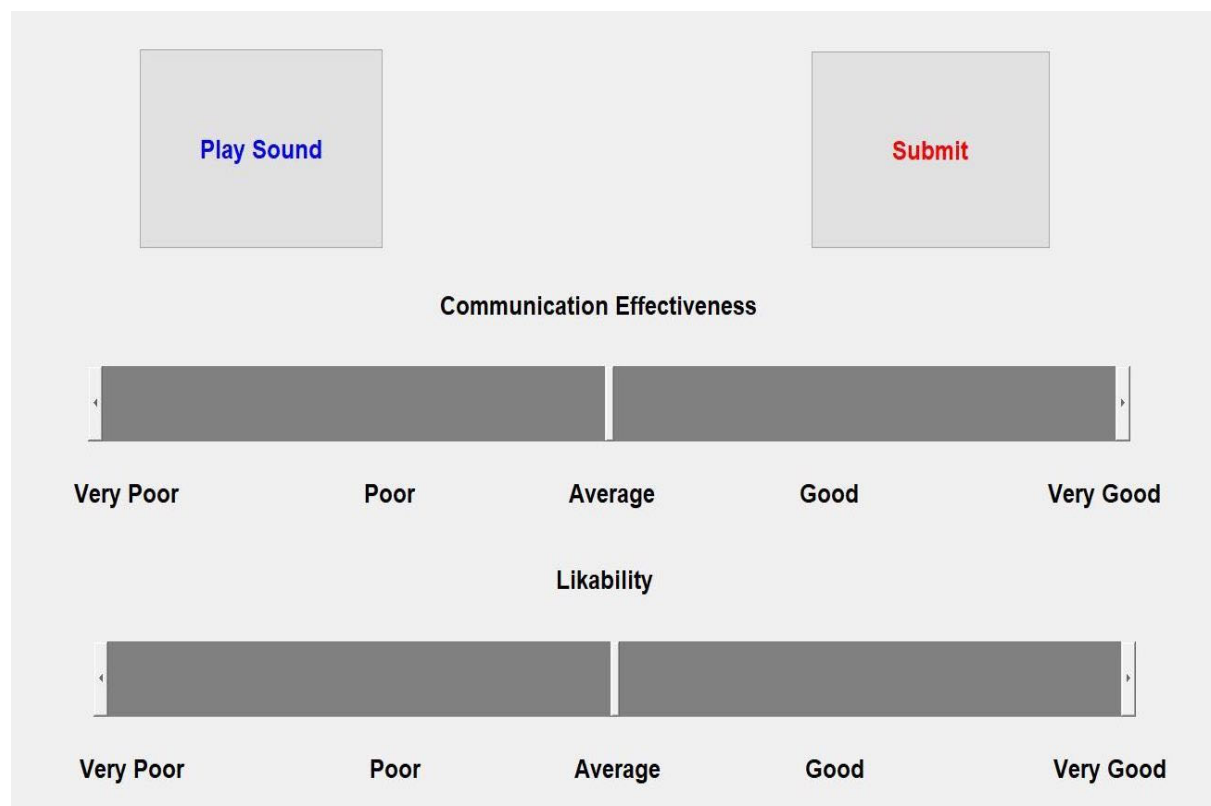 Play Sound Submit
Communication Effectiveness
Very Poor Poor Average Good Very Good
Likability
Very Poor Poor Average Good Very Good